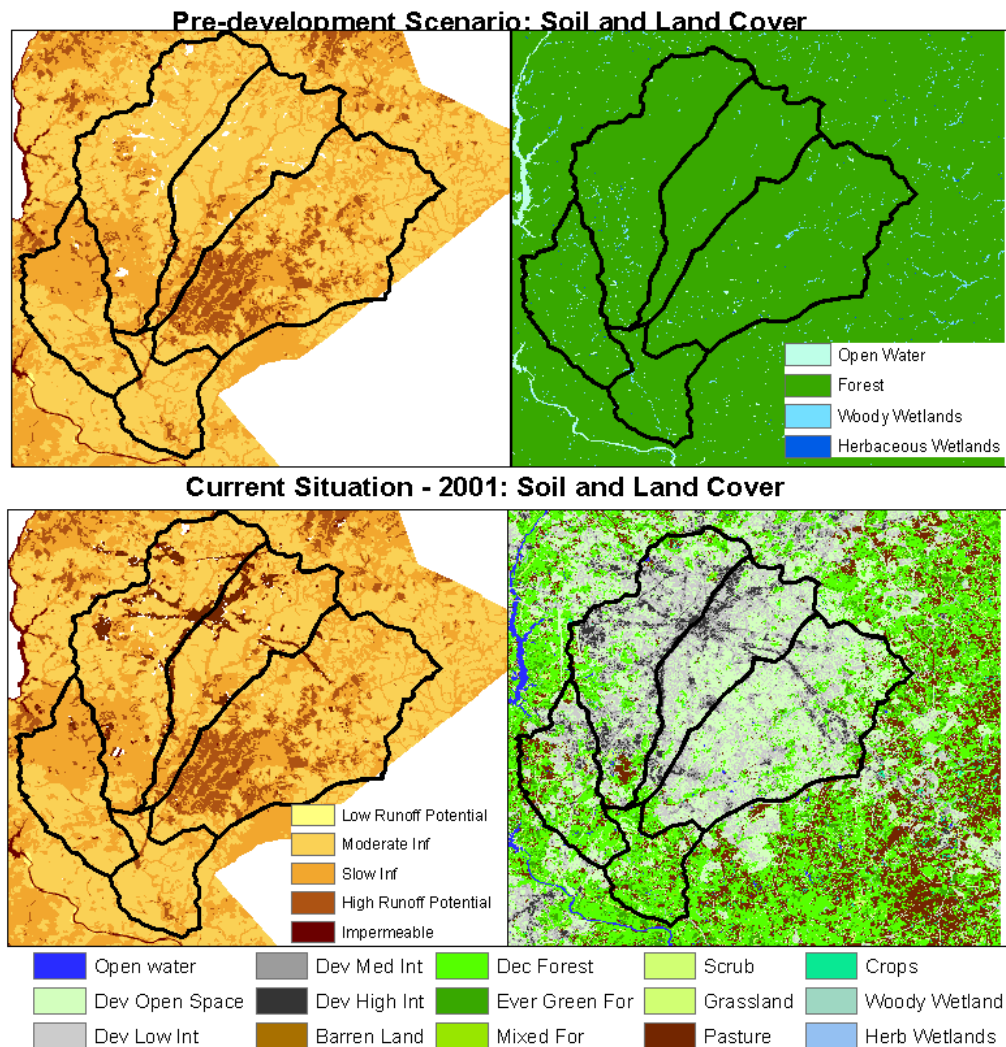 Pre-development Scenario: Soil and Land Cover
Open Water
Forest
Woody Wetlands
Herbaceous Wetlands
Current Situation - 2001: Soil and Land Cover
Low Runoff Potential
Moderate Inf
Slow Inf
High Runoff Potential
Impermeable
Open water
Dev Med Int
Dec Forest
Scrub
Crops
Dev Open Space
Dev High Int
Ever Green For
Grassland
Woody Wetland
Dev Low Int
Barren Land
Mixed For
Pasture
Herb Wetlands